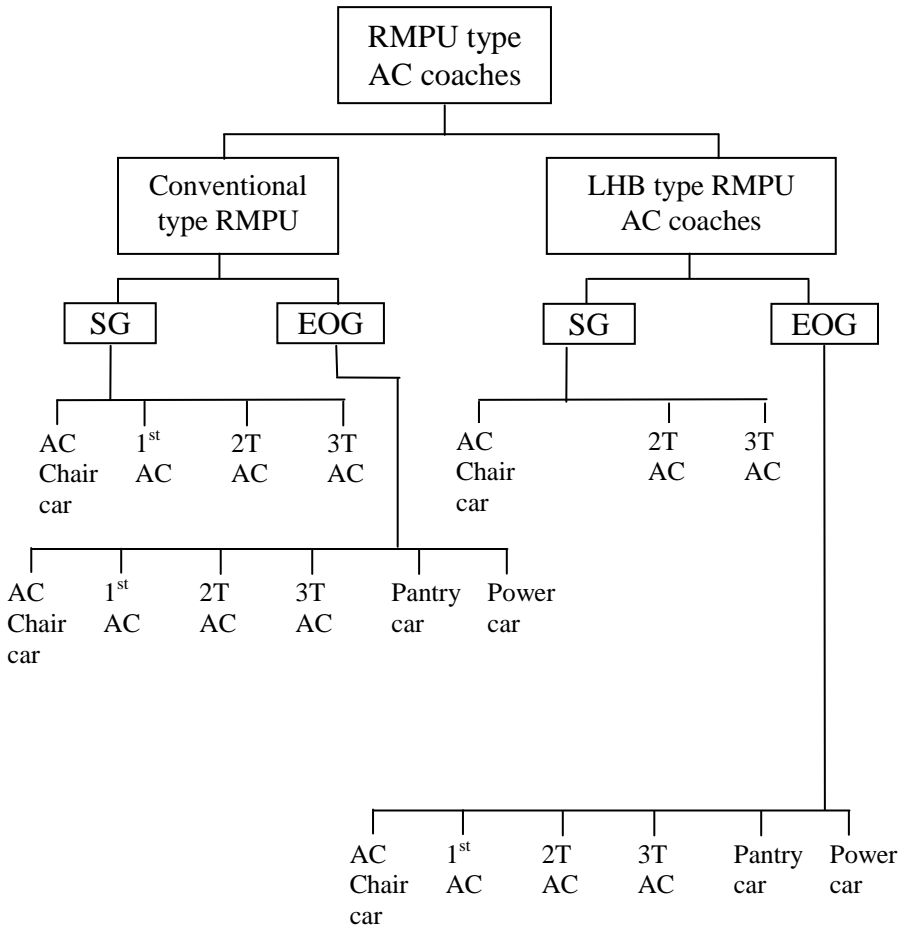 RMPU type
AC coaches
Conventional
type RMPU
LHB type RMPU
AC coaches
SG
EOG
SG
EOG
AC
Chair
car
1st
AC
2T
AC
3T
AC
AC
Chair
car
2T
AC
3T
AC
AC
Chair
car
1st
AC
2T
AC
3T
AC
Pantry
car
Power
car
AC
Chair
car
1st
AC
2T
AC
3T
AC
Pantry
car
Power
car